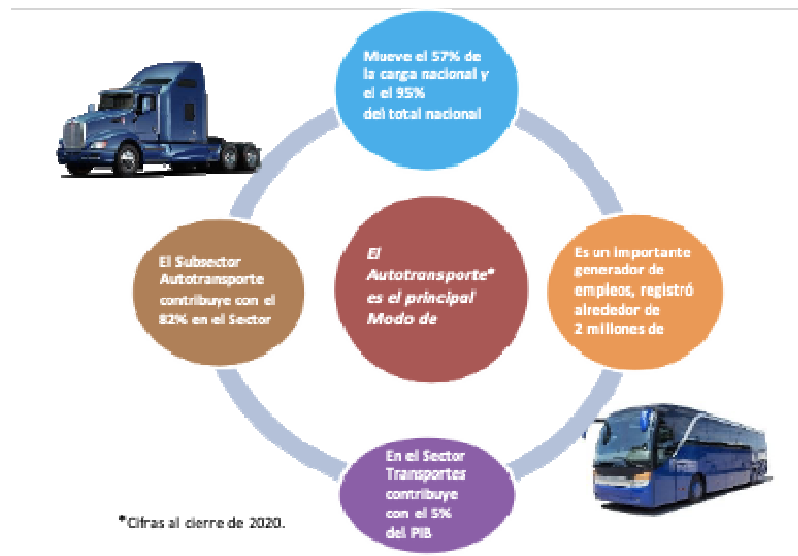 Mueve el 57% de
la carga nacional y
el el 95%
del total nacional
El Subsector
Autotransporte
contribuye con el
82% en el Sector
El
Autotransporte*
es el principal
Modo de
Es un importante
generador de
empleos, registró
alrededor de
2 millones de
En el Sector
Transportes
contribuye
con el 5%
del PIB
*Cifras al cierre de 2020.